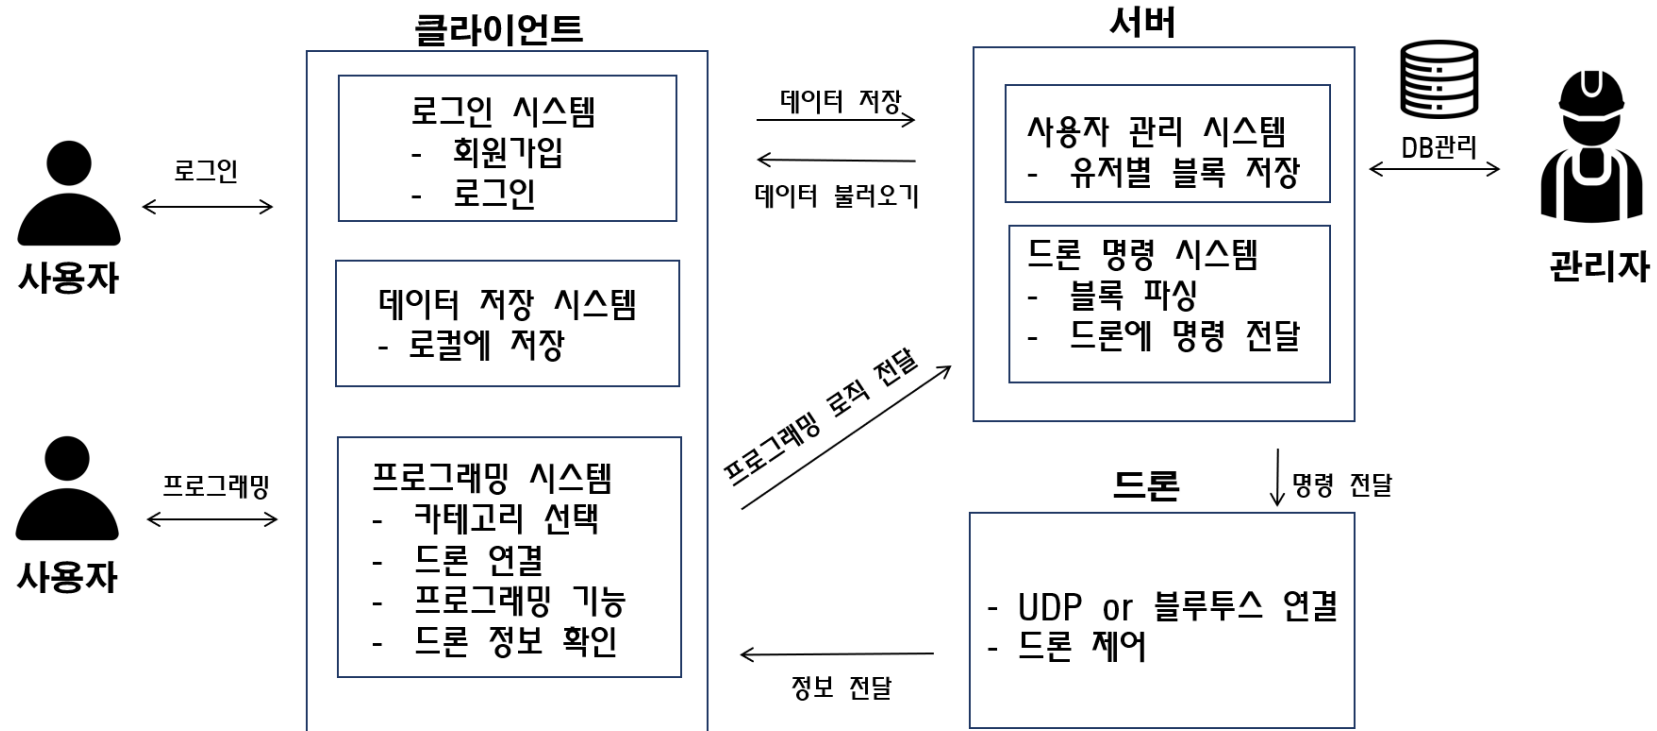 클라이언트
서버
로그인 시스템
- 회원가입
- 로그인
데이터 저장 시스템
- 로컬에 저장
프로그래밍 시스템
- 카테고리 선택
- 드론 연결
- 프로그래밍 기능
- 드론 정보 확인
로그인
사용자
프로그래밍
사용자
데이터 저장
데이터 불러오기
프로그래밍 로직 전달
정보 전달
사용자 관리 시스템
- 유저별 블록 저장
드론 명령 시스템
- 블록 파싱
- 드론에 명령 전달
DB관리
관리자
명령 전달
드론
- UDP or 블루투스 연결
- 드론 제어